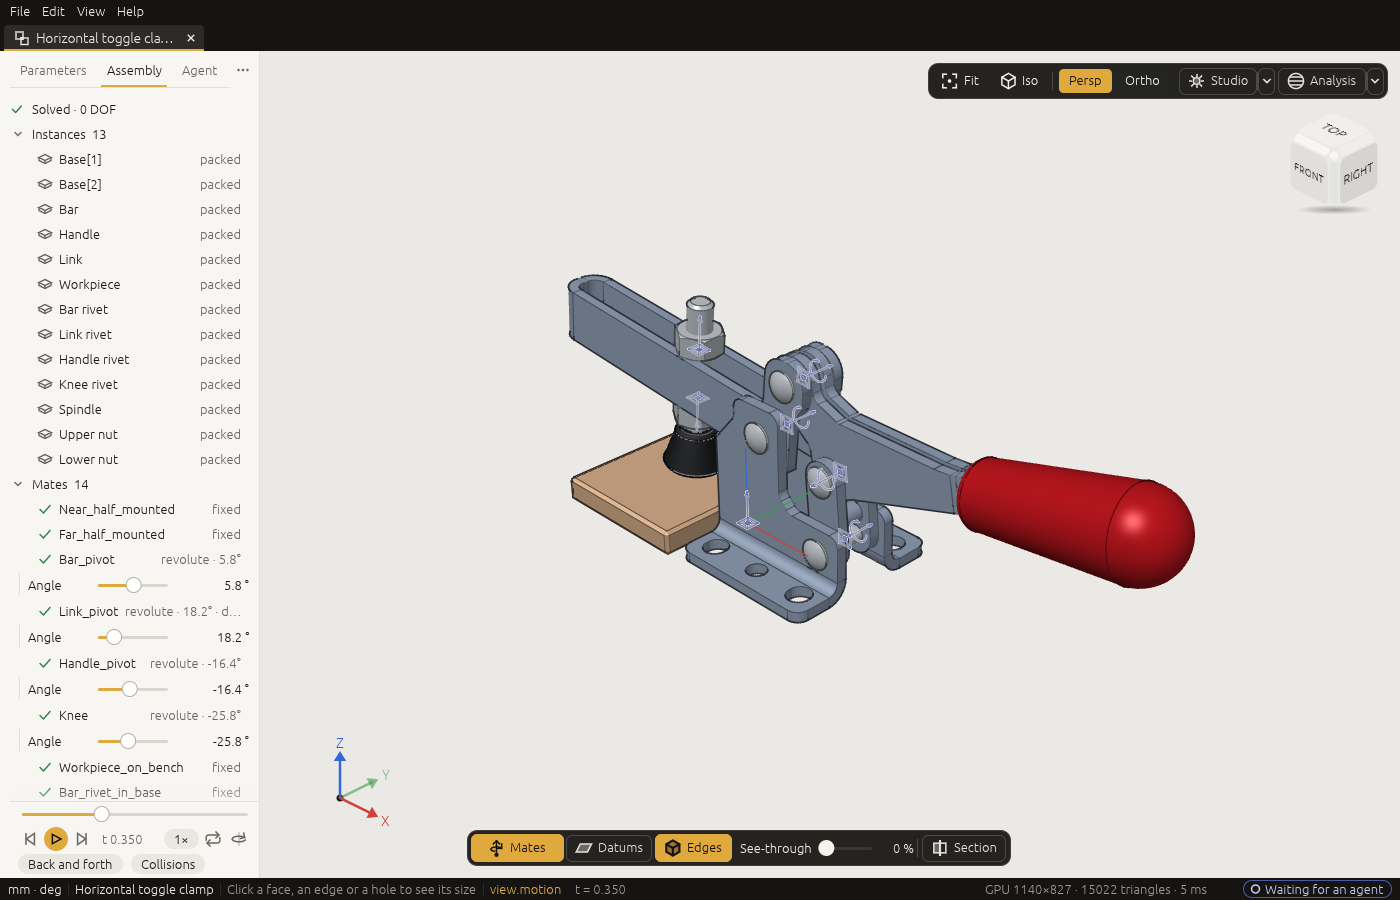 File Edit View Help
Horizontal toggle cla... ×
Parameters Assembly Agent ···
Fit Iso Persp Ortho Studio Analysis
Solved · 0 DOF
Instances 13
Base[1] packed
Base[2] packed
Bar packed
Handle packed
Link packed
Workpiece packed
Bar rivet packed
Link rivet packed
Handle rivet packed
Knee rivet packed
Spindle packed
Upper nut packed
Lower nut packed
Mates 14
Near_half_mounted fixed
Far_half_mounted fixed
Bar_pivot revolute · 5.8°
Angle 5.8 °
Link_pivot revolute · 18.2° · d...
Angle 18.2 °
Handle_pivot revolute · -16.4°
Angle -16.4 °
Knee revolute · -25.8°
Angle -25.8 °
Workpiece_on_bench fixed
Bar_rivet_in_base fixed
t 0.350 1×
Back and forth Collisions
TOP
FRONT RIGHT
Z
Y
X
Mates Datums Edges See-through 0 % Section
mm · deg Horizontal toggle clamp Click a face, an edge or a hole to see its size view.motion t = 0.350 GPU 1140×827 · 15022 triangles · 5 ms Waiting for an agent